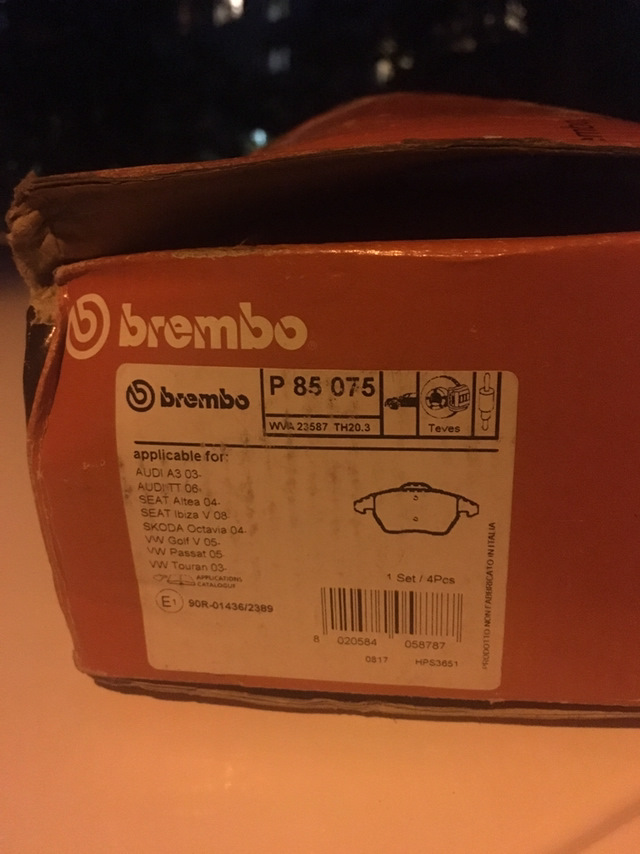 brembo
brembo
P 85 075
WVA 23587 TH20.3
Teves
applicable for:
AUDI A3 03-
AUDI TT 06-
SEAT Altea 04-
SEAT Ibiza V 08-
SKODA Octavia 04-
VW Golf V 05-
VW Passat 05-
VW Touran 03-
APPLICATIONS
CATALOGUE
1 Set / 4Pcs
E1 90R-01436/2389
8 020584 058787
0817 HPS3651
PRODOTTO NON FABBRICATO IN ITALIA